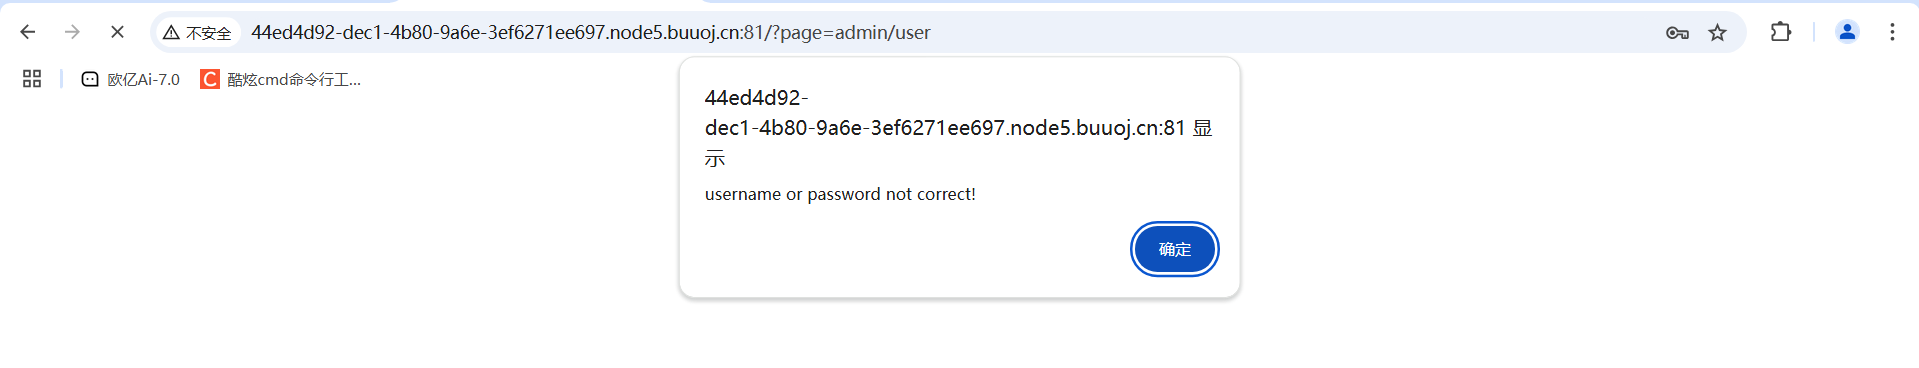 不安全 44ed4d92-dec1-4b80-9a6e-3ef6271ee697.node5.buuoj.cn:81/?page=admin/user
欧亿Ai-7.0 C 酷炫cmd命令行工...
44ed4d92-
dec1-4b80-9a6e-3ef6271ee697.node5.buuoj.cn:81 显
示
username or password not correct!
确定